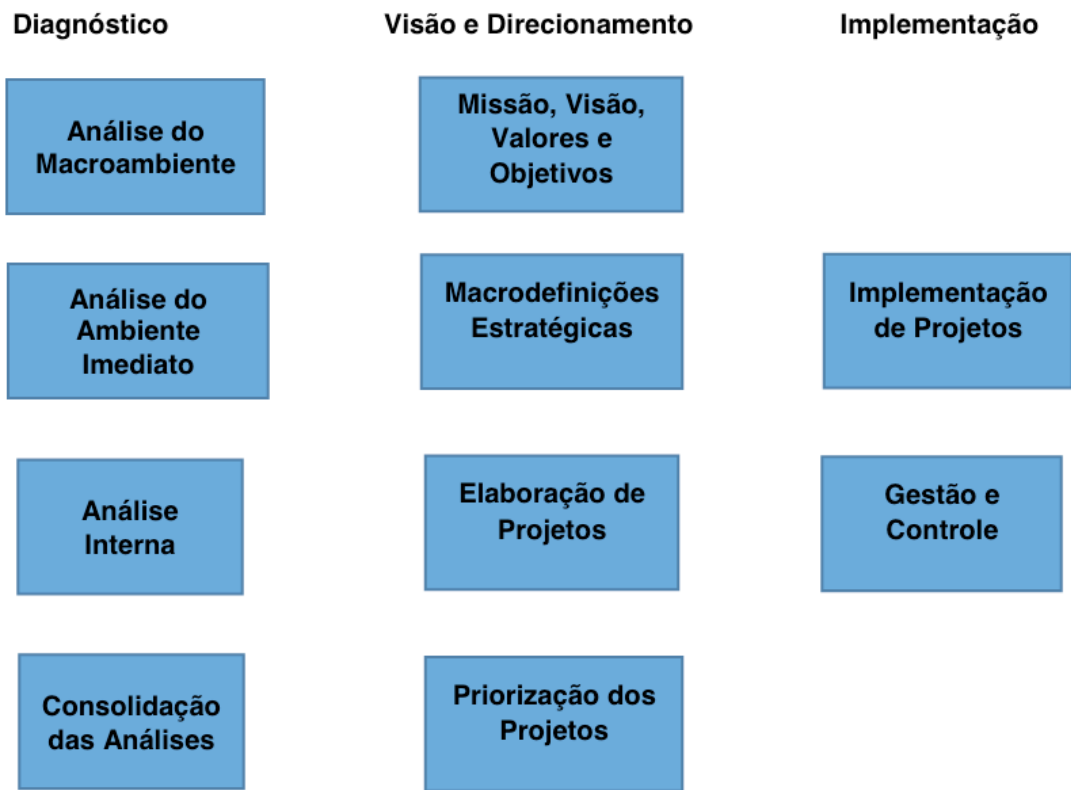 Diagnóstico
Visão e Direcionamento
Implementação
Análise do
Macroambiente
Missão, Visão,
Valores e
Objetivos
Análise do
Ambiente
Imediato
Macrodefinições
Estratégicas
Implementação
de Projetos
Análise
Interna
Elaboração de
Projetos
Gestão e
Controle
Consolidação
das Análises
Priorização dos
Projetos